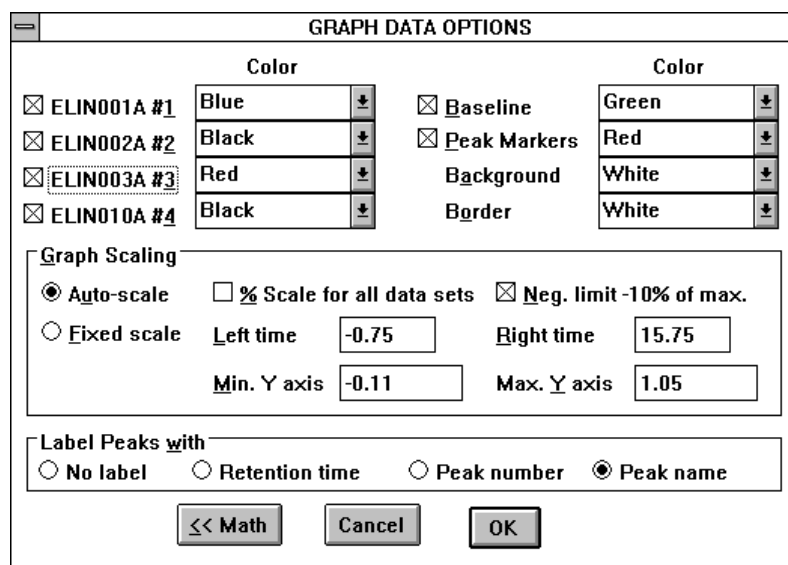 GRAPH DATA OPTIONS
Color Color
ELIN001A #1 Blue Baseline Green
ELIN002A #2 Black Peak Markers Red
ELIN003A #3 Red Background White
ELIN010A #4 Black Border White
Graph Scaling
Auto-scale % Scale for all data sets Neg. limit -10% of max.
Fixed scale Left time -0.75 Right time 15.75
Min. Y axis -0.11 Max. Y axis 1.05
Label Peaks with
No label Retention time Peak number Peak name
<< Math Cancel OK